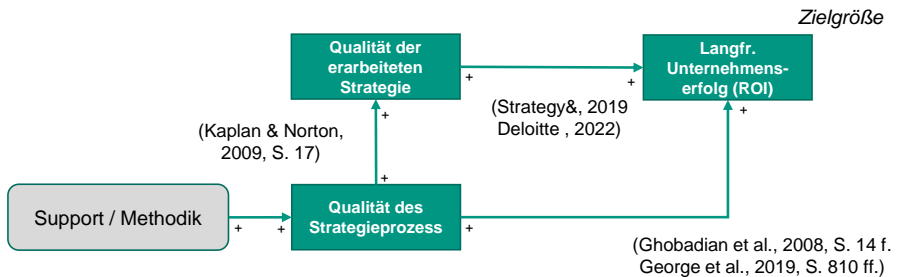 Zielgröße
Qualität der
erarbeiteten
Strategie
Langfr.
Unternehmens-
erfolg (ROI)
+
+
(Strategy&, 2019
Deloitte , 2022)
+
+
(Kaplan & Norton,
2009, S. 17)
+
Support / Methodik
+
+
Qualität des
Strategieprozess
+
(Ghobadian et al., 2008, S. 14 f.
George et al., 2019, S. 810 ff.)